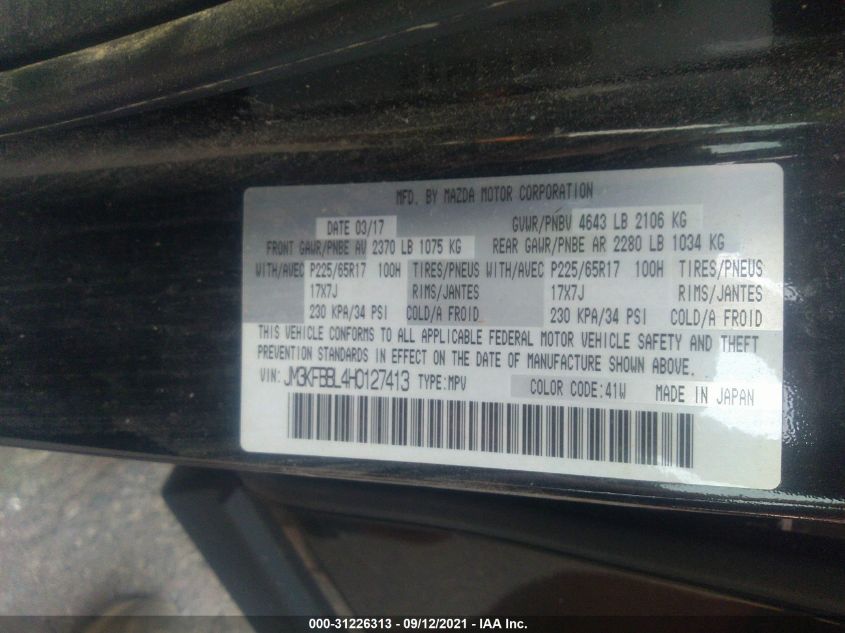 MFD. BY MAZDA MOTOR CORPORATION
DATE 03/17 GVWR/PNBV 4643 LB 2106 KG
FRONT GAWR/PNBE AV 2370 LB 1075 KG REAR GAWR/PNBE AR 2280 LB 1034 KG
WITH/AVEC P225/65R17 100H TIRES/PNEUS WITH/AVEC P225/65R17 100H TIRES/PNEUS
17X7J RIMS/JANTES 17X7J RIMS/JANTES
230 KPA/34 PSI COLD/A FROID 230 KPA/34 PSI COLD/A FROID
THIS VEHICLE CONFORMS TO ALL APPLICABLE FEDERAL MOTOR VEHICLE SAFETY AND THEFT
PREVENTION STANDARDS IN EFFECT ON THE DATE OF MANUFACTURE SHOWN ABOVE.
VIN: JM3KFBBL4H0127413 TYPE:MPV COLOR CODE:41W MADE IN JAPAN
000-31226313 - 09/12/2021 - IAA Inc.